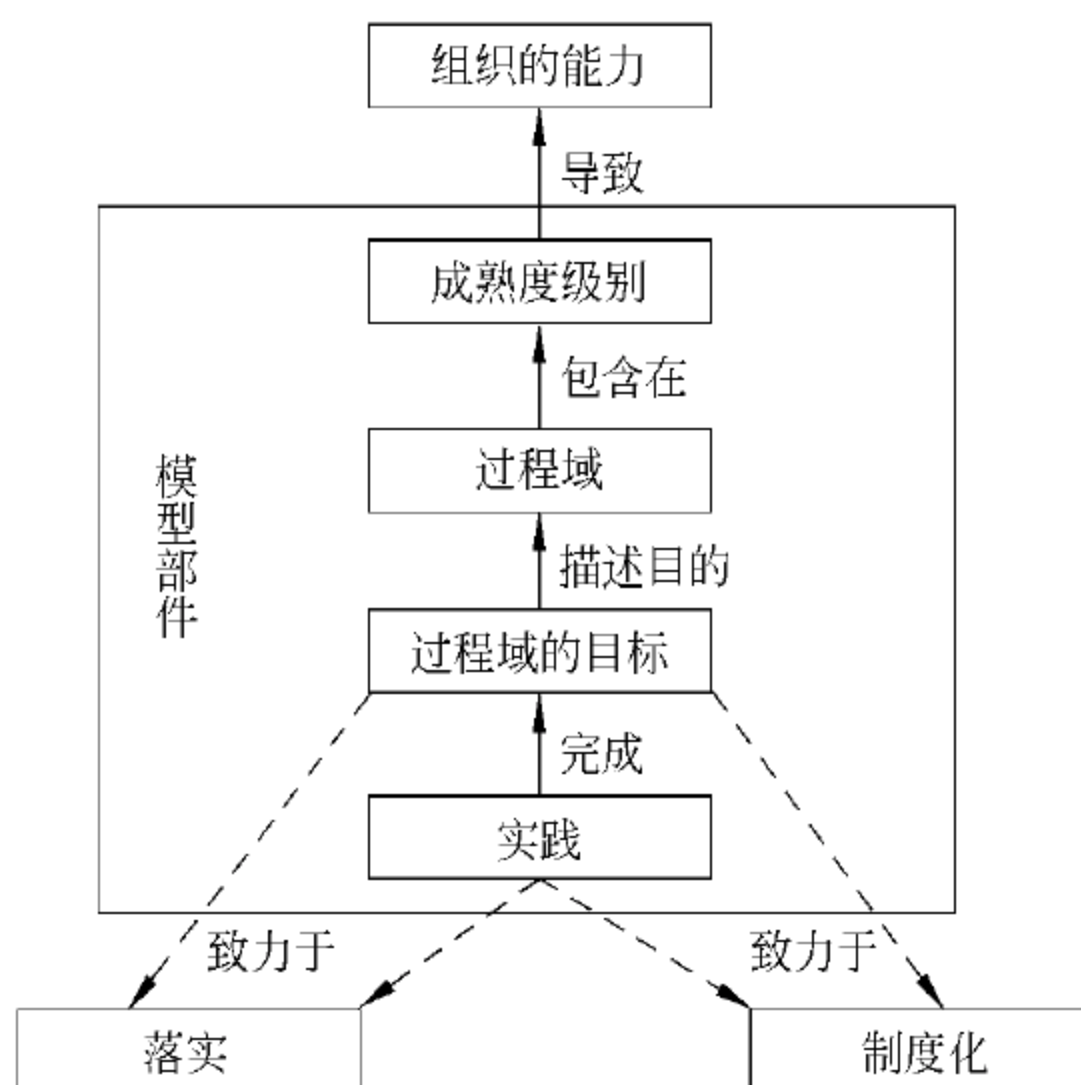 组织的能力
导致
成熟度级别
包含在
过程域
模型部件
描述目的
过程域的目标
完成
实践
致力于
致力于
落实
制度化